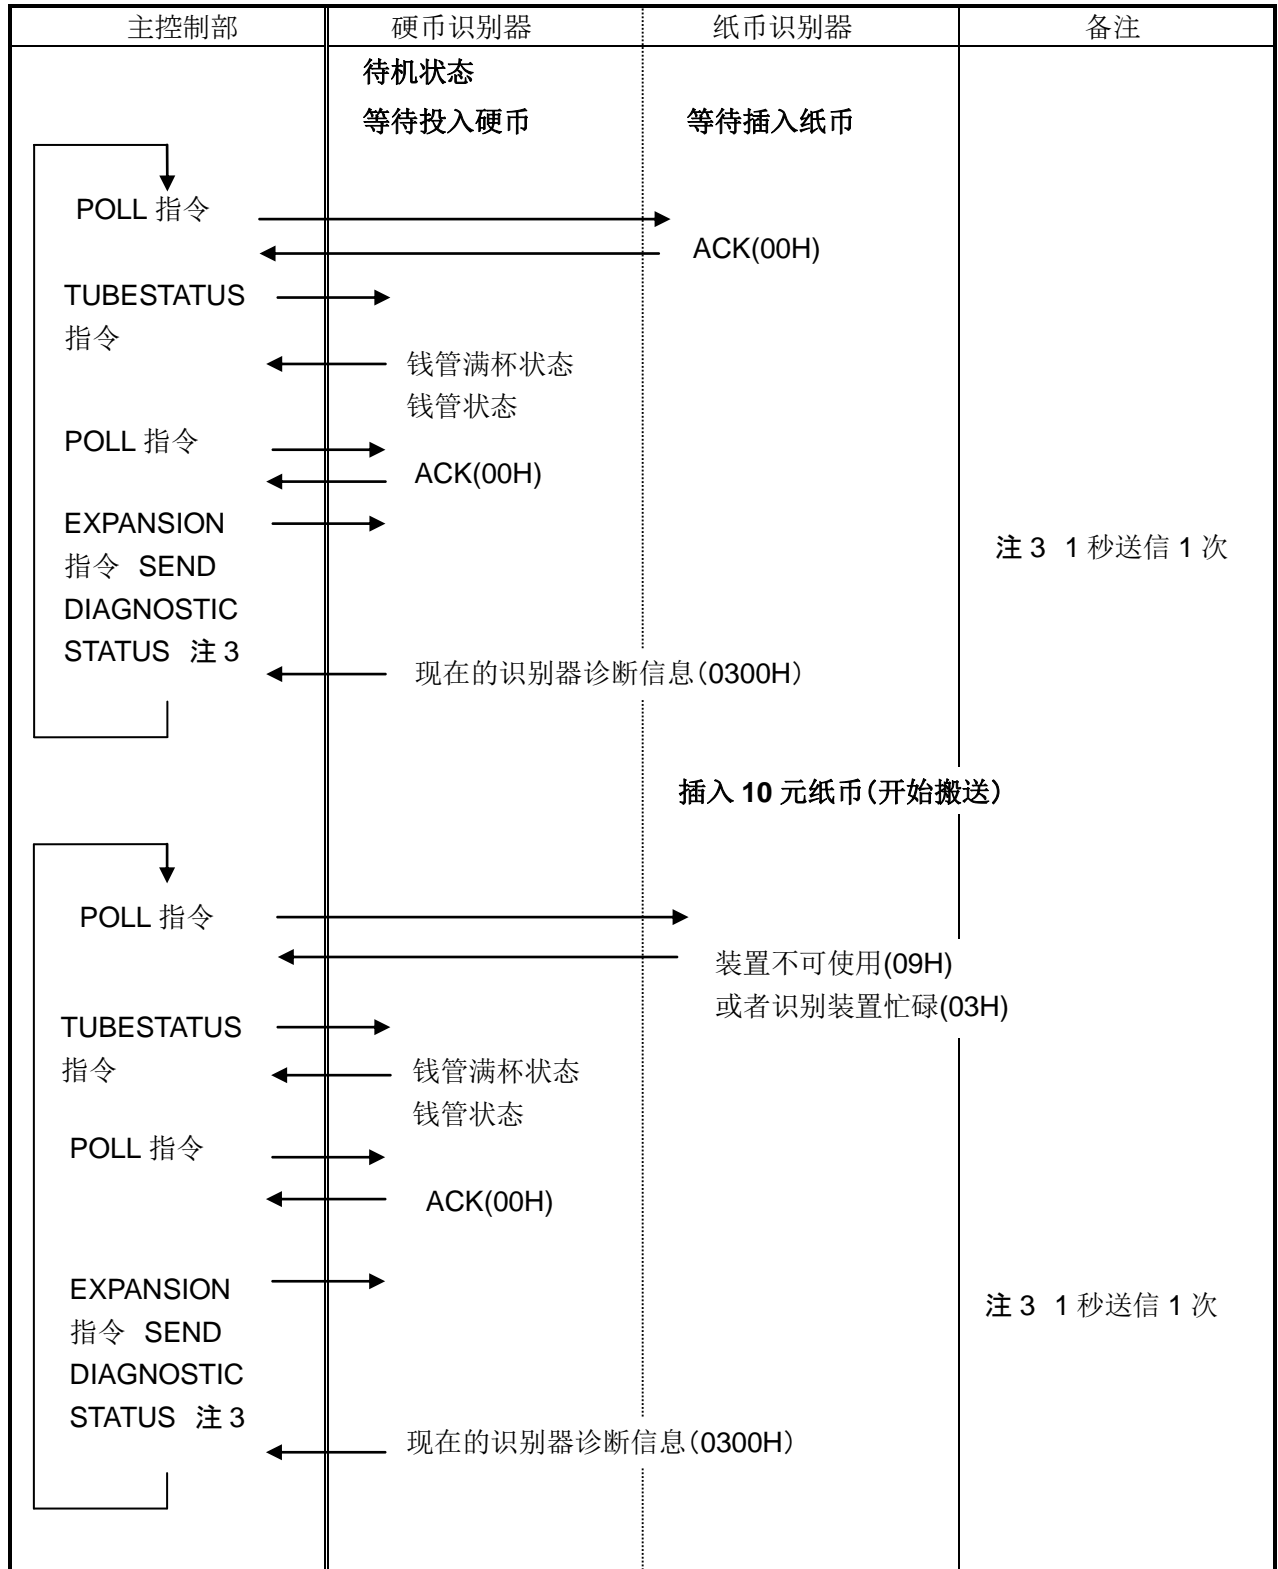 主控制部 硬币识别器 纸币识别器 备注
待机状态
等待投入硬币 等待插入纸币
POLL 指令
ACK(00H)
TUBESTATUS
指令
钱管满杯状态
钱管状态
POLL 指令
ACK(00H)
EXPANSION
指令 SEND
DIAGNOSTIC
STATUS 注 3
注 3 1 秒送信 1 次
现在的识别器诊断信息(0300H)
插入 10 元纸币(开始搬送)
POLL 指令
装置不可使用(09H)
或者识别装置忙碌(03H)
TUBESTATUS
指令
钱管满杯状态
钱管状态
POLL 指令
ACK(00H)
EXPANSION
指令 SEND
DIAGNOSTIC
STATUS 注 3
注 3 1 秒送信 1 次
现在的识别器诊断信息(0300H)